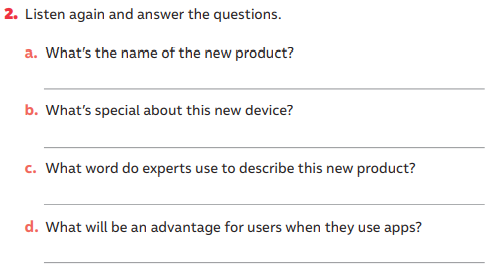 2. Listen again and answer the questions.
a. What's the name of the new product?
b. What's special about this new device?
c. What word do experts use to describe this new product?
d. What will be an advantage for users when they use apps?